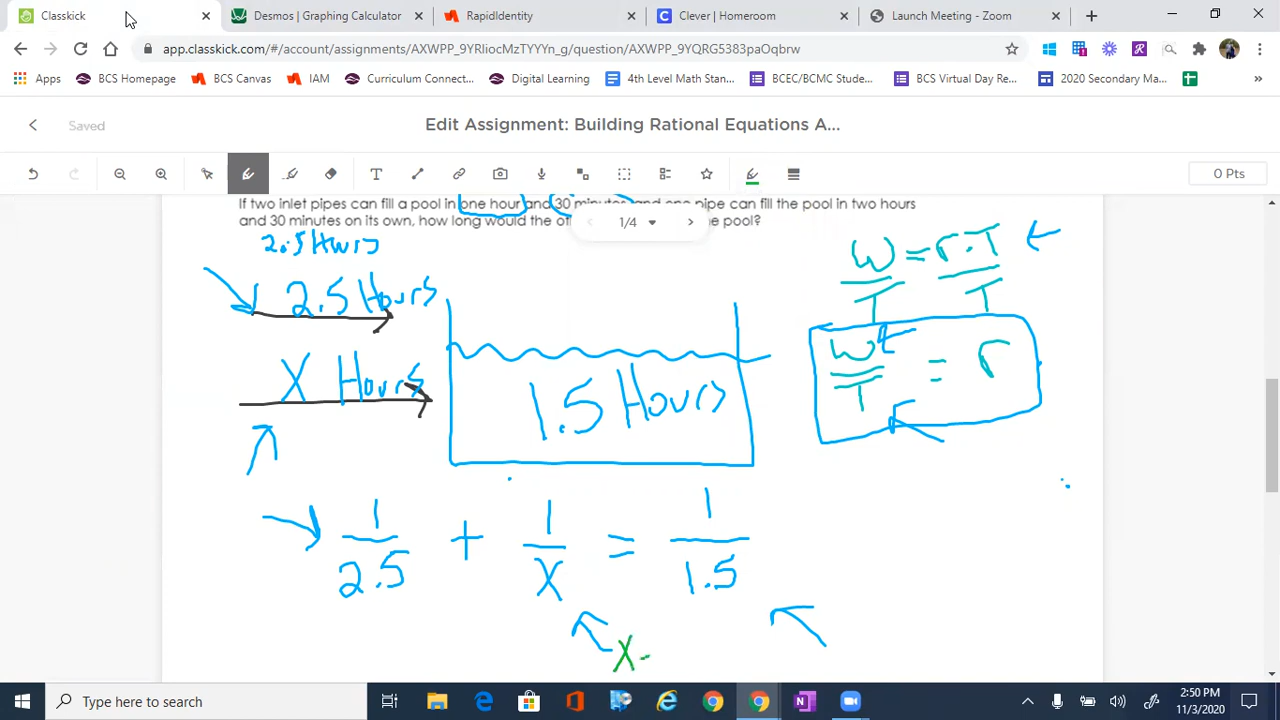 Classkick
Desmos | Graphing Calculator
RapidIdentity
Clever | Homeroom
Launch Meeting - Zoom
app.classkick.com/#/account/assignments/AXWPP_9YRliocMzTYYYn_g/question/AXWPP_9YQRG5383paOqbrw
Apps
BCS Homepage
BCS Canvas
IAM
Curriculum Connect...
Digital Learning
4th Level Math Stan...
BCEC/BCMC Stude...
BCS Virtual Day Re...
2020 Secondary Ma...
Saved
Edit Assignment: Building Rational Equations A...
T
0 Pts
If two inlet pipes can fill a pool in one hour and 30 minutes and one pipe can fill the pool in two hours
and 30 minutes on its own, how long would the the pool?
1/4
2.5 Hours
2.5 Hours
X Hours
1.5 Hours
W = r·T
T T
W = r
T
1/2.5 + 1/X = 1/1.5
X
Type here to search
2:50 PM
11/3/2020